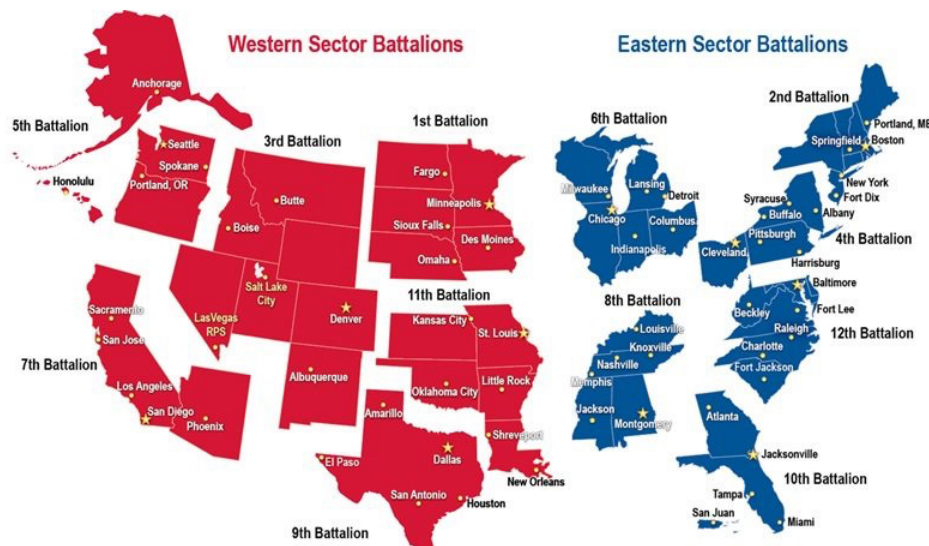 Western Sector Battalions
Eastern Sector Battalions
5th Battalion
Anchorage
Seattle
Spokane
Portland, OR
Honolulu
3rd Battalion
Butte
Boise
Salt Lake
City
LasVegas
RPS
Denver
1st Battalion
Fargo
Minneapolis
Sioux Falls
Des Moines
Omaha
7th Battalion
Sacramento
San Jose
Los Angeles
San Diego
Phoenix
11th Battalion
Kansas City
St. Louis
Oklahoma City
Little Rock
9th Battalion
Albuquerque
Amarillo
El Paso
Dallas
San Antonio
Houston
Shreveport
New Orleans
6th Battalion
Milwaukee
Lansing
Detroit
Chicago
Columbus
Indianapolis
2nd Battalion
Portland, ME
Springfield
Boston
New York
Fort Dix
4th Battalion
Syracuse
Buffalo
Albany
Pittsburgh
Cleveland
Harrisburg
8th Battalion
Louisville
Knoxville
Nashville
Memphis
Jackson
Montgomery
12th Battalion
Baltimore
Beckley
Fort Lee
Raleigh
Charlotte
Fort Jackson
10th Battalion
Atlanta
Jacksonville
Tampa
San Juan
Miami